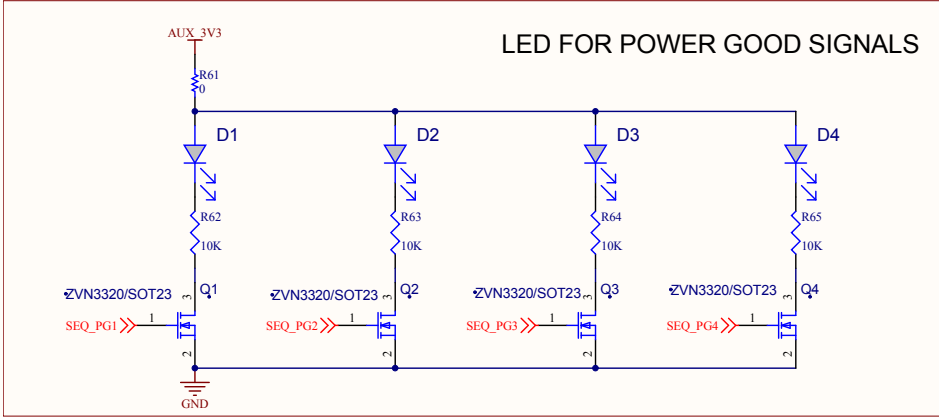 AUX_3V3
LED FOR POWER GOOD SIGNALS
R61
0
D1
D2
D3
D4
R62
R63
R64
R65
10K
10K
10K
10K
ZVN3320/SOT23
3
Q1
ZVN3320/SOT23
3
Q2
ZVN3320/SOT23
3
Q3
ZVN3320/SOT23
3
Q4
SEQ_PG1
1
SEQ_PG2
1
SEQ_PG3
1
SEQ_PG4
1
2
2
2
2
GND